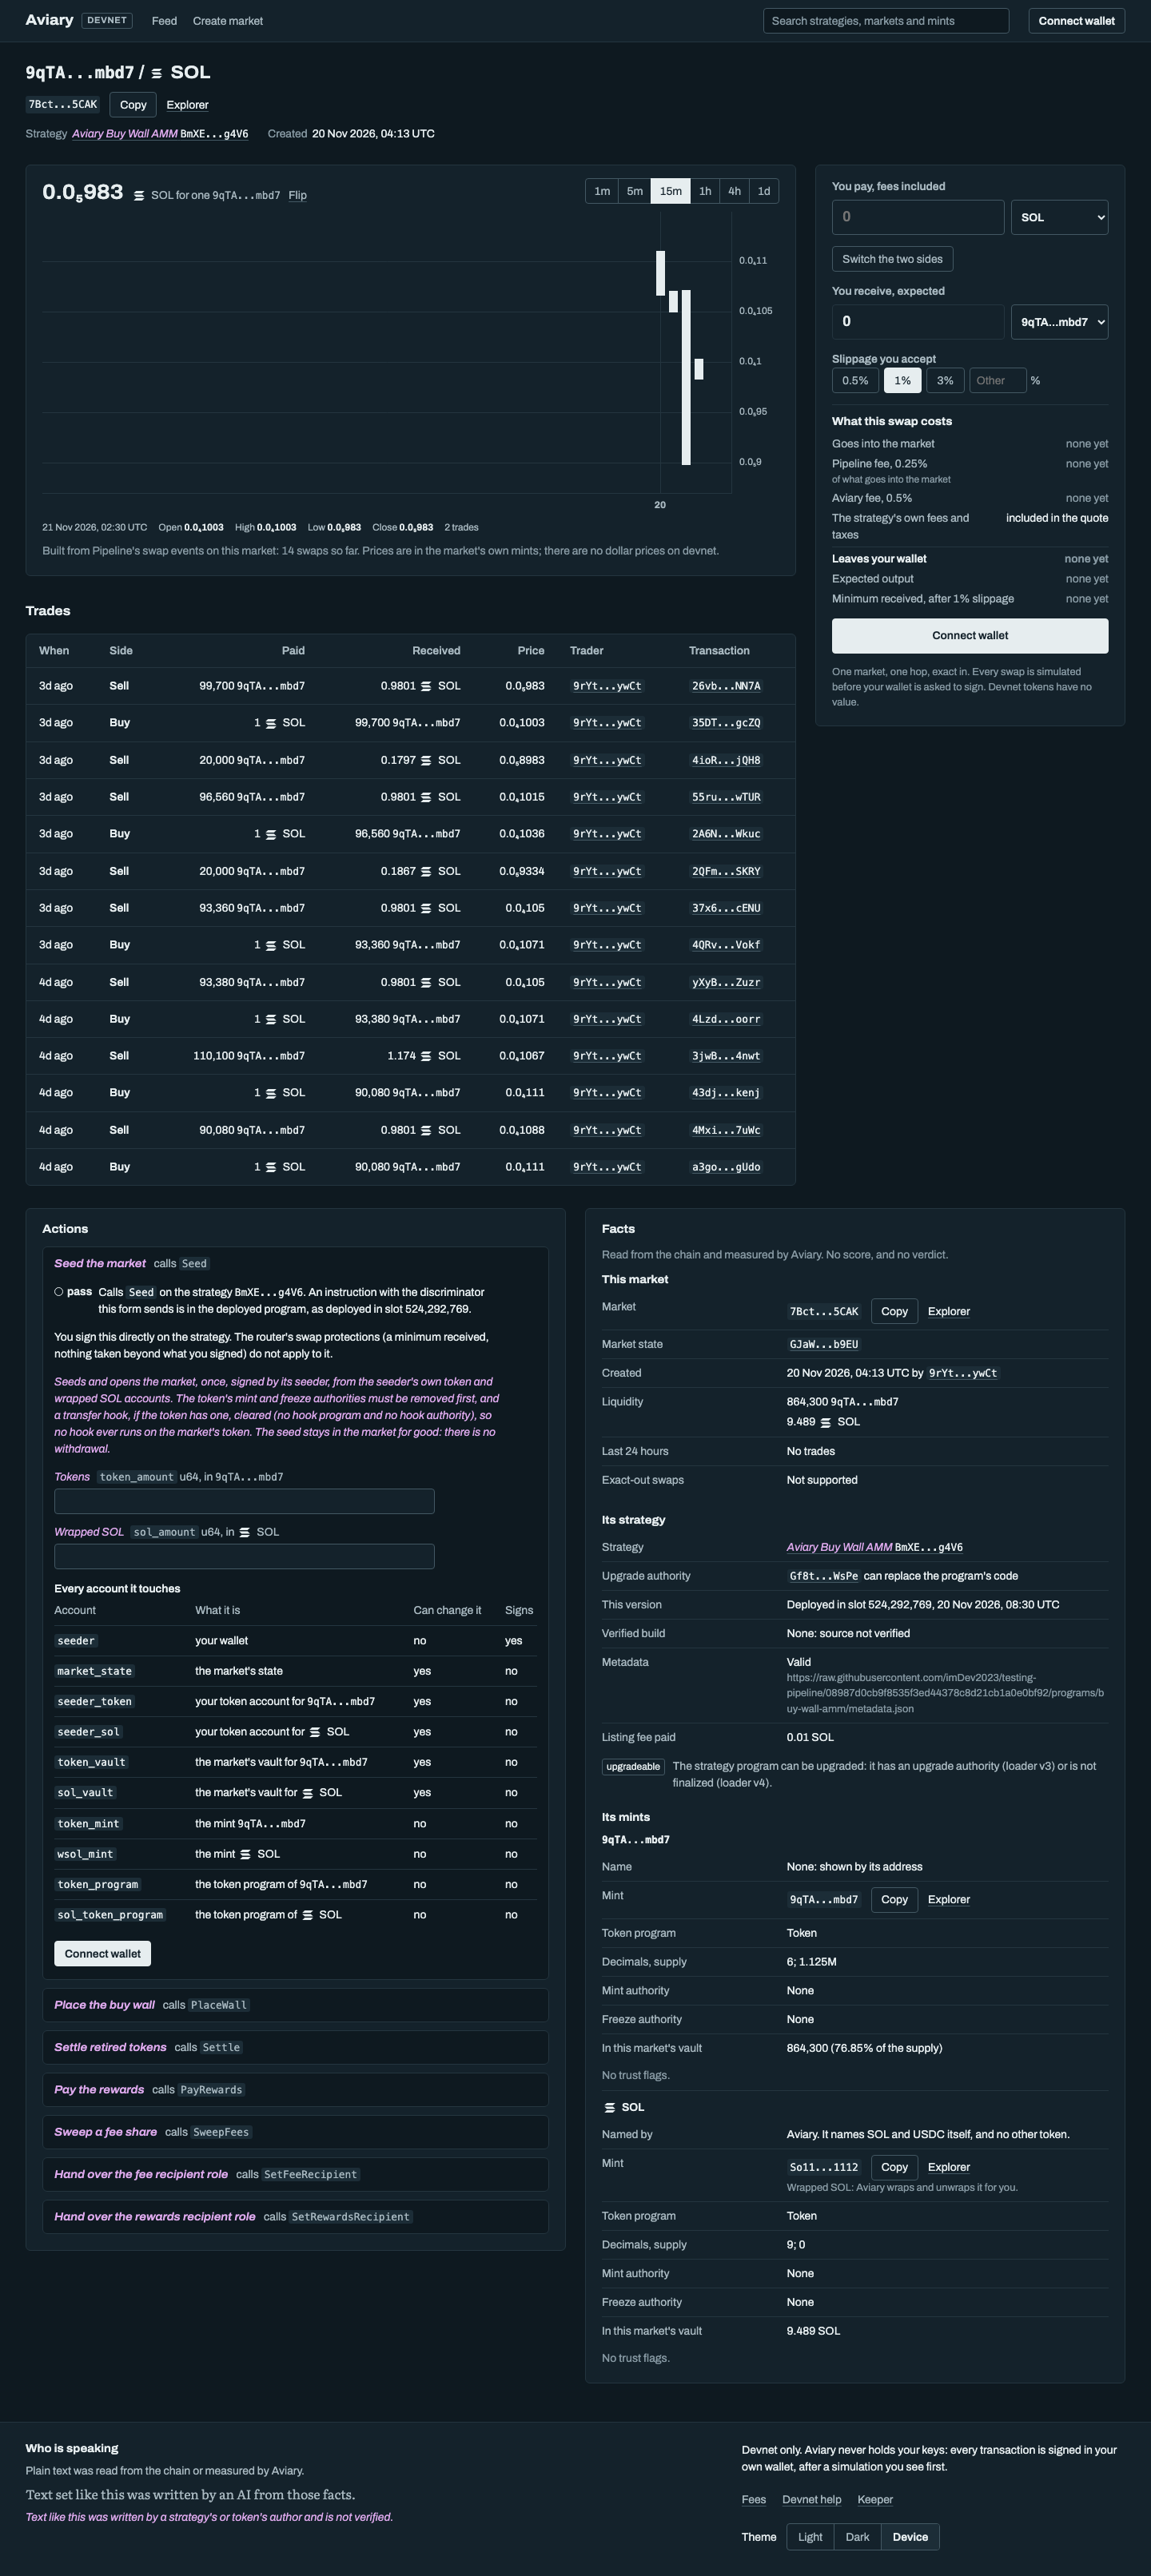 Aviary DEVNET Feed Create market Search strategies, markets and mints Connect wallet
9qTA...mbd7 / SOL
7Bct...5CAK Copy Explorer
Strategy Aviary Buy Wall AMM BmXE...g4V6 Created 20 Nov 2026, 04:13 UTC
0.0₅983 SOL for one 9qTA...mbd7 Flip
1m 5m 15m 1h 4h 1d
0.0₄11
0.0₄105
0.0₄1
0.0₅95
0.0₅9
20
21 Nov 2026, 02:30 UTC Open 0.0₄1003 High 0.0₄1003 Low 0.0₅983 Close 0.0₅983 2 trades
Built from Pipeline's swap events on this market: 14 swaps so far. Prices are in the market's own mints; there are no dollar prices on devnet.
You pay, fees included
0 SOL
Switch the two sides
You receive, expected
0 9qTA...mbd7
Slippage you accept
0.5% 1% 3% Other %
What this swap costs
Goes into the market none yet
Pipeline fee, 0.25% none yet
of what goes into the market
Aviary fee, 0.5% none yet
The strategy's own fees and taxes included in the quote
Leaves your wallet none yet
Expected output none yet
Minimum received, after 1% slippage none yet
Connect wallet
One market, one hop, exact in. Every swap is simulated
before your wallet is asked to sign. Devnet tokens have no
value.
Trades
When Side Paid Received Price Trader Transaction
3d ago Sell 99,700 9qTA...mbd7 0.9801 SOL 0.0₅983 9rYt...ywCt 26vb...NN7A
3d ago Buy 1 SOL 99,700 9qTA...mbd7 0.0₄1003 9rYt...ywCt 35DT...gcZQ
3d ago Sell 20,000 9qTA...mbd7 0.1797 SOL 0.0₅8983 9rYt...ywCt 4ioR...jQH8
3d ago Sell 96,560 9qTA...mbd7 0.9801 SOL 0.0₄1015 9rYt...ywCt 55ru...wTUR
3d ago Buy 1 SOL 96,560 9qTA...mbd7 0.0₄1036 9rYt...ywCt 2A6N...Wkuc
3d ago Sell 20,000 9qTA...mbd7 0.1867 SOL 0.0₅9334 9rYt...ywCt 2QFm...SKRY
3d ago Sell 93,360 9qTA...mbd7 0.9801 SOL 0.0₄105 9rYt...ywCt 37x6...cENU
3d ago Buy 1 SOL 93,360 9qTA...mbd7 0.0₄1071 9rYt...ywCt 4QRv...Vokf
4d ago Sell 93,380 9qTA...mbd7 0.9801 SOL 0.0₄105 9rYt...ywCt yXyB...Zuzr
4d ago Buy 1 SOL 93,380 9qTA...mbd7 0.0₄1071 9rYt...ywCt 4Lzd...oorr
4d ago Sell 110,100 9qTA...mbd7 1.174 SOL 0.0₄1067 9rYt...ywCt 3jwB...4nwt
4d ago Buy 1 SOL 90,080 9qTA...mbd7 0.0₄111 9rYt...ywCt 43dj...kenj
4d ago Sell 90,080 9qTA...mbd7 0.9801 SOL 0.0₄1088 9rYt...ywCt 4Mxi...7uWc
4d ago Buy 1 SOL 90,080 9qTA...mbd7 0.0₄111 9rYt...ywCt a3go...gUdo
Actions
Seed the market calls Seed
pass Calls Seed on the strategy BmXE...g4V6. An instruction with the discriminator
this form sends is in the deployed program, as deployed in slot 524,292,769.
You sign this directly on the strategy. The router's swap protections (a minimum received,
nothing taken beyond what you signed) do not apply to it.
Seeds and opens the market, once, signed by its seeder, from the seeder's own token and
wrapped SOL accounts. The token's mint and freeze authorities must be removed first, and
a transfer hook, if the token has one, cleared (no hook program and no hook authority), so
no hook ever runs on the market's token. The seed stays in the market for good: there is no
withdrawal.
Tokens token_amount u64, in 9qTA...mbd7
Wrapped SOL sol_amount u64, in SOL
Every account it touches
Account What it is Can change it Signs
seeder your wallet no yes
market_state the market's state yes no
seeder_token your token account for 9qTA...mbd7 yes no
seeder_sol your token account for SOL yes no
token_vault the market's vault for 9qTA...mbd7 yes no
sol_vault the market's vault for SOL yes no
token_mint the mint 9qTA...mbd7 no no
wsol_mint the mint SOL no no
token_program the token program of 9qTA...mbd7 no no
sol_token_program the token program of SOL no no
Connect wallet
Place the buy wall calls PlaceWall
Settle retired tokens calls Settle
Pay the rewards calls PayRewards
Sweep a fee share calls SweepFees
Hand over the fee recipient role calls SetFeeRecipient
Hand over the rewards recipient role calls SetRewardsRecipient
Facts
Read from the chain and measured by Aviary. No score, and no verdict.
This market
Market 7Bct...5CAK Copy Explorer
Market state GJaW...b9EU
Created 20 Nov 2026, 04:13 UTC by 9rYt...ywCt
Liquidity 864,300 9qTA...mbd7
9.489 SOL
Last 24 hours No trades
Exact-out swaps Not supported
Its strategy
Strategy Aviary Buy Wall AMM BmXE...g4V6
Upgrade authority Gf8t...WsPe can replace the program's code
This version Deployed in slot 524,292,769, 20 Nov 2026, 08:30 UTC
Verified build None: source not verified
Metadata Valid
https://raw.githubusercontent.com/imDev2023/testing-
pipeline/08987d0cb9f8535f3ed44378c8d21cb1a0e0bf92/programs/b
uy-wall-amm/metadata.json
Listing fee paid 0.01 SOL
upgradeable The strategy program can be upgraded: it has an upgrade authority (loader v3) or is not
finalized (loader v4).
Its mints
9qTA...mbd7
Name None: shown by its address
Mint 9qTA...mbd7 Copy Explorer
Token program Token
Decimals, supply 6; 1.125M
Mint authority None
Freeze authority None
In this market's vault 864,300 (76.85% of the supply)
No trust flags.
SOL
Named by Aviary. It names SOL and USDC itself, and no other token.
Mint So11...1112 Copy Explorer
Wrapped SOL: Aviary wraps and unwraps it for you.
Token program Token
Decimals, supply 9; 0
Mint authority None
Freeze authority None
In this market's vault 9.489 SOL
No trust flags.
Who is speaking
Plain text was read from the chain or measured by Aviary.
Text set like this was written by an AI from those facts.
Text like this was written by a strategy's or token's author and is not verified.
Devnet only. Aviary never holds your keys: every transaction is signed in your
own wallet, after a simulation you see first.
Fees Devnet help Keeper
Theme Light Dark Device